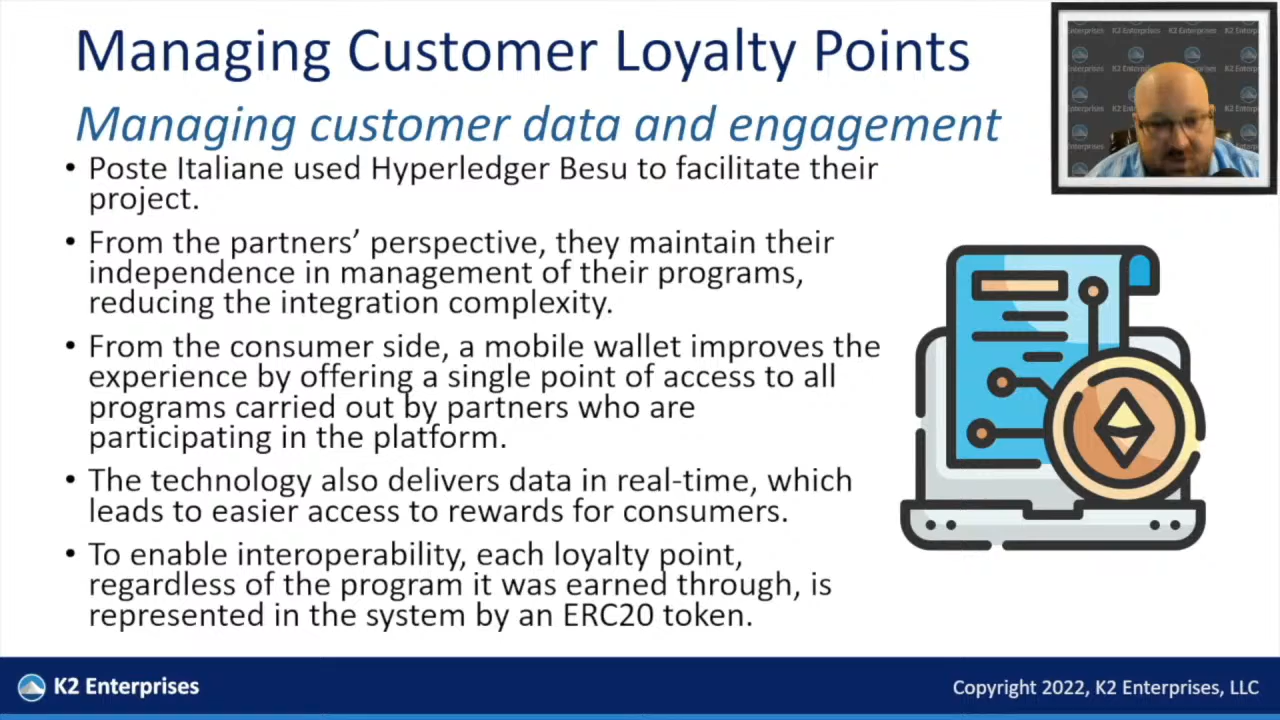 Managing Customer Loyalty Points
Managing customer data and engagement
• Poste Italiane used Hyperledger Besu to facilitate their
project.
• From the partners’ perspective, they maintain their
independence in management of their programs,
reducing the integration complexity.
• From the consumer side, a mobile wallet improves the
experience by offering a single point of access to all
programs carried out by partners who are
participating in the platform.
• The technology also delivers data in real-time, which
leads to easier access to rewards for consumers.
• To enable interoperability, each loyalty point,
regardless of the program it was earned through, is
represented in the system by an ERC20 token.
K2 Enterprises
Copyright 2022, K2 Enterprises, LLC
K2 Enterprises